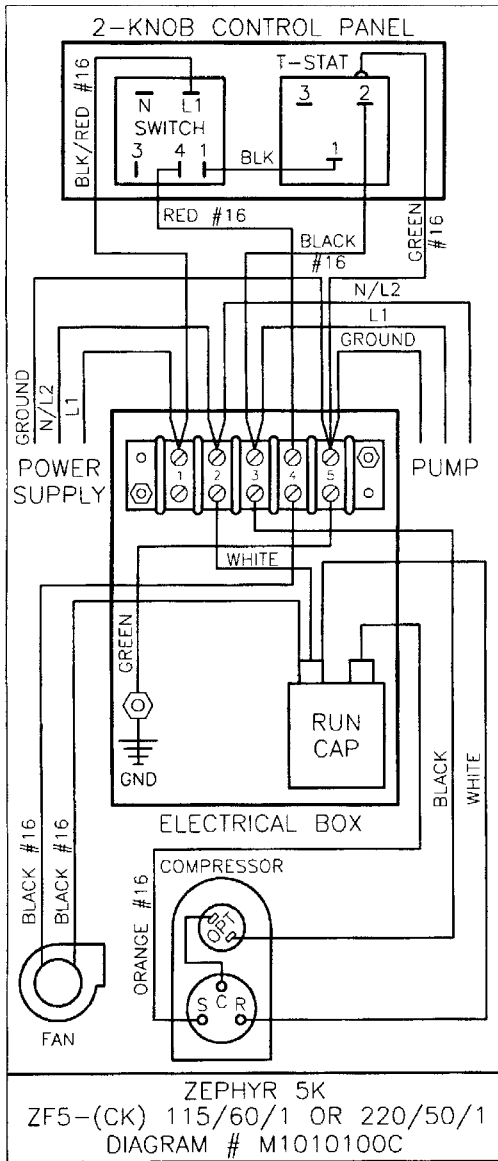 2-KNOB CONTROL PANEL
T-STAT
BLK/RED #16
N L1
SWITCH
3 4 1
BLK
3 2
1
RED #16
BLACK
#16
GREEN
#16
N/L2
L1
GROUND
GROUND
N/L2
L1
POWER
SUPPLY
PUMP
1 2 3 4 5
WHITE
GREEN
GND
RUN
CAP
BLACK
WHITE
ELECTRICAL BOX
BLACK #16
BLACK #16
ORANGE #16
COMPRESSOR
OPT
S C R
FAN
ZEPHYR 5K
ZF5-(CK) 115/60/1 OR 220/50/1
DIAGRAM # M1010100C